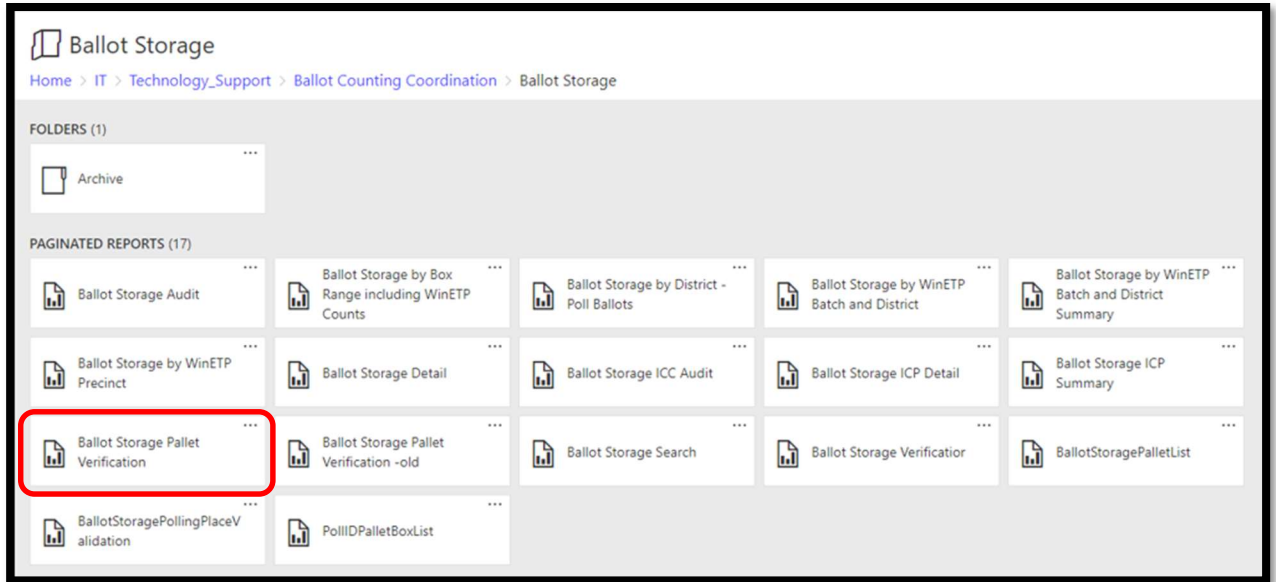 Ballot Storage
Home > IT > Technology_Support > Ballot Counting Coordination > Ballot Storage
FOLDERS (1)
...
Archive
PAGINATED REPORTS (17)
...
Ballot Storage Audit
...
Ballot Storage by Box
Range including WinETP
Counts
...
Ballot Storage by District -
Poll Ballots
...
Ballot Storage by WinETP
Batch and District
...
Ballot Storage by WinETP
Batch and District
Summary
...
Ballot Storage by WinETP
Precinct
...
Ballot Storage Detail
...
Ballot Storage ICC Audit
...
Ballot Storage ICP Detail
...
Ballot Storage ICP
Summary
...
Ballot Storage Pallet
Verification
...
Ballot Storage Pallet
Verification -old
...
Ballot Storage Search
...
Ballot Storage Verification
...
BallotStoragePalletList
...
BallotStoragePollingPlaceV
alidation
...
PollIDPalletBoxList